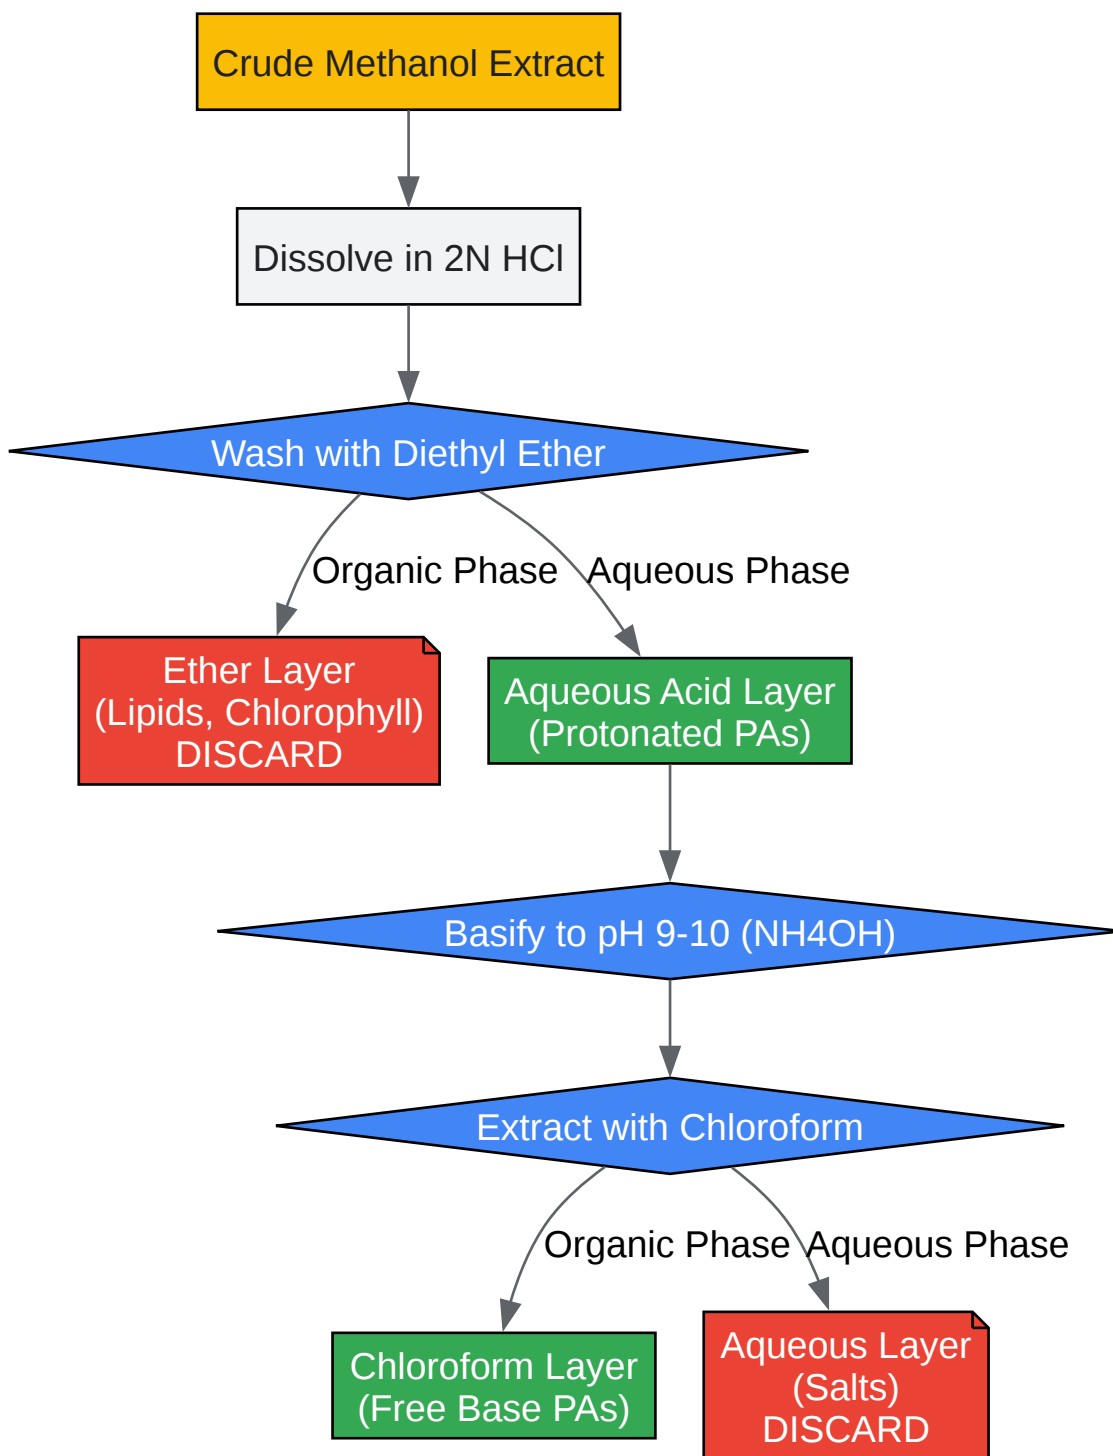 Crude Methanol Extract
Dissolve in 2N HCl
Wash with Diethyl Ether
Organic Phase
Aqueous Phase
Ether Layer
(Lipids, Chlorophyll)
DISCARD
Aqueous Acid Layer
(Protonated PAs)
Basify to pH 9-10 (NH4OH)
Extract with Chloroform
Organic Phase
Aqueous Phase
Chloroform Layer
(Free Base PAs)
Aqueous Layer
(Salts)
DISCARD